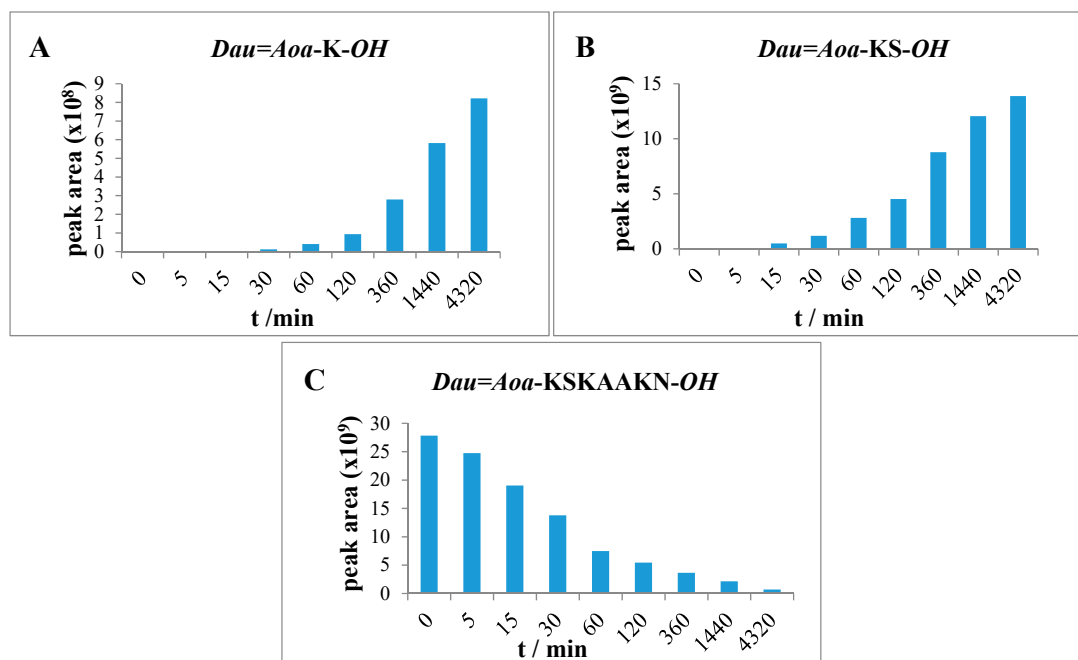 A
Dau=Aoa-K-OH
peak area (x10⁸)
9
8
7
6
5
4
3
2
1
0
0 5 15 30 60 120 360 1440 4320
t /min
B
Dau=Aoa-KS-OH
peak area (x10⁹)
15
10
5
0
0 5 15 30 60 120 360 1440 4320
t /min
C
Dau=Aoa-KSKAAKN-OH
peak area (x10⁹)
30
25
20
15
10
5
0
0 5 15 30 60 120 360 1440 4320
t / min